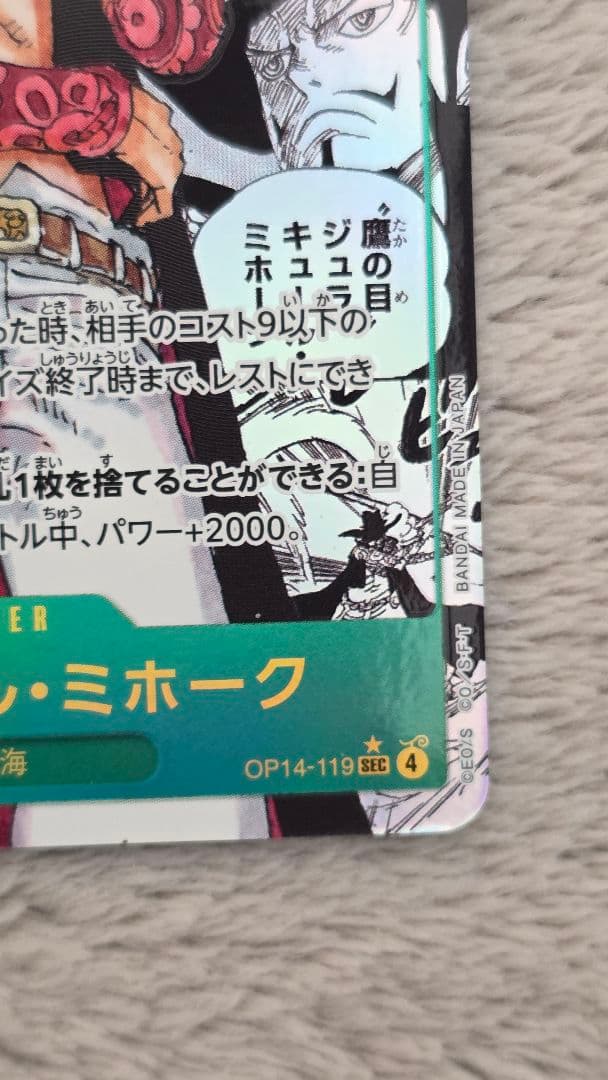 “鷹の目”
ジュラ
キュール・
ミホーク
った時、相手のコスト9以下の
イズ終了時まで、レストにでき
札1枚を捨てることができる:自
トル中、パワー+2000。
ER
ル・ミホーク
海
OP14-119 SEC 4
©E.O./S. ©O./S.・F・T BANDAI MADE IN JAPAN